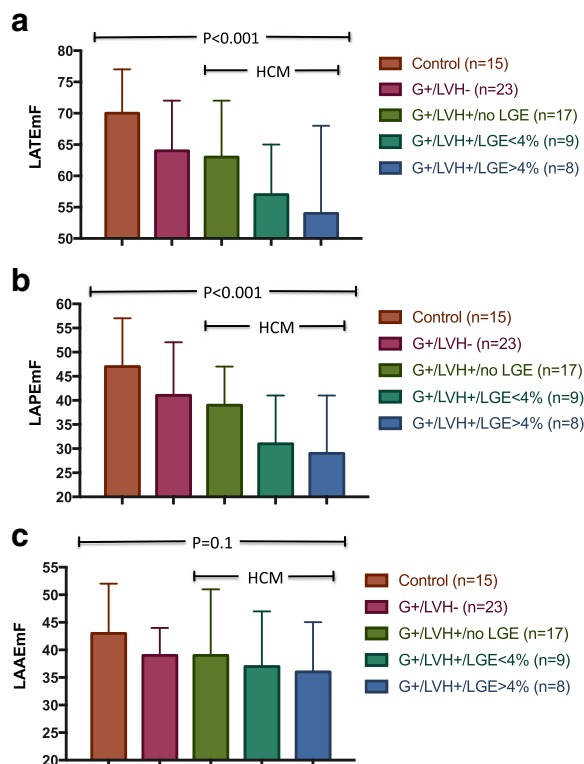 a
P<0.001
HCM
LATEmF
80
75
70
65
60
55
50
Control (n=15)
G+/LVH- (n=23)
G+/LVH+/no LGE (n=17)
G+/LVH+/LGE<4% (n=9)
G+/LVH+/LGE>4% (n=8)
b
P<0.001
HCM
LAPEmF
60
55
50
45
40
35
30
25
20
Control (n=15)
G+/LVH- (n=23)
G+/LVH+/no LGE (n=17)
G+/LVH+/LGE<4% (n=9)
G+/LVH+/LGE>4% (n=8)
c
P=0.1
HCM
LAAEmF
55
50
45
40
35
30
25
20
Control (n=15)
G+/LVH- (n=23)
G+/LVH+/no LGE (n=17)
G+/LVH+/LGE<4% (n=9)
G+/LVH+/LGE>4% (n=8)